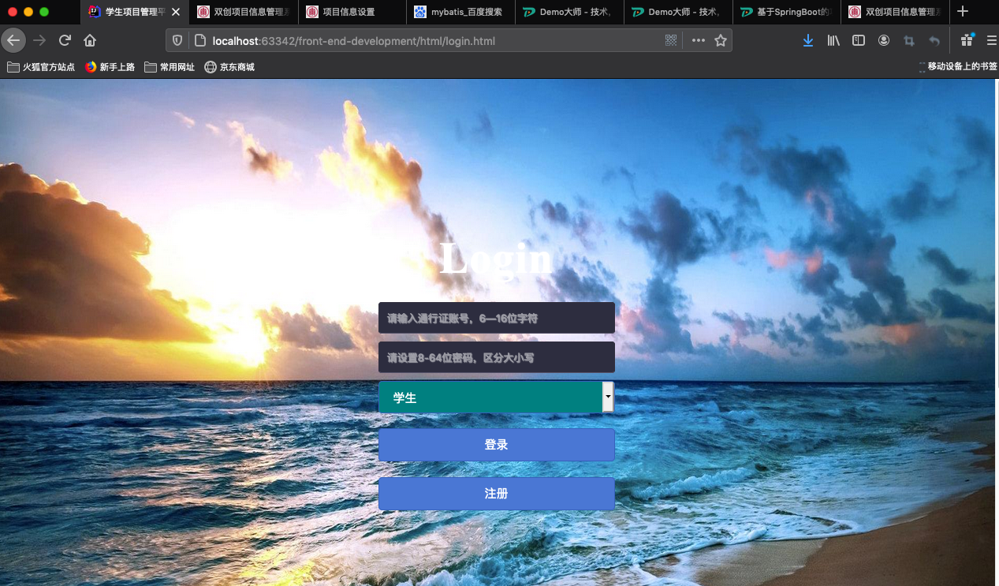 学生项目管理平
双创项目信息管理系
项目信息设置
mybatis_百度搜索
Demo大师 - 技术,
Demo大师 - 技术,
基于SpringBoot的
双创项目信息管理系
localhost:63342/front-end-development/html/login.html
火狐官方站点 新手上路 常用网址 京东商城 移动设备上的书签
Login
请输入通行证账号，6—16位字符
请设置8-64位密码，区分大小写
学生
登录
注册